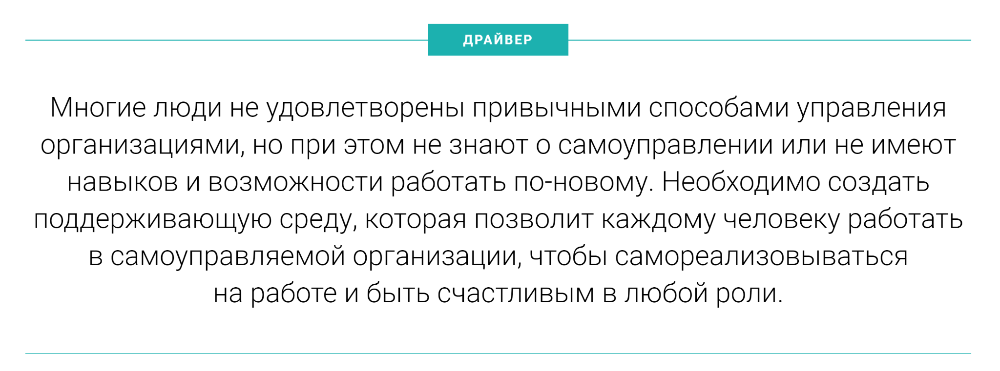 ДРАЙВЕР
Многие люди не удовлетворены привычными способами управления
организациями, но при этом не знают о самоуправлении или не имеют
навыков и возможности работать по-новому. Необходимо создать
поддерживающую среду, которая позволит каждому человеку работать
в самоуправляемой организации, чтобы самореализовываться
на работе и быть счастливым в любой роли.